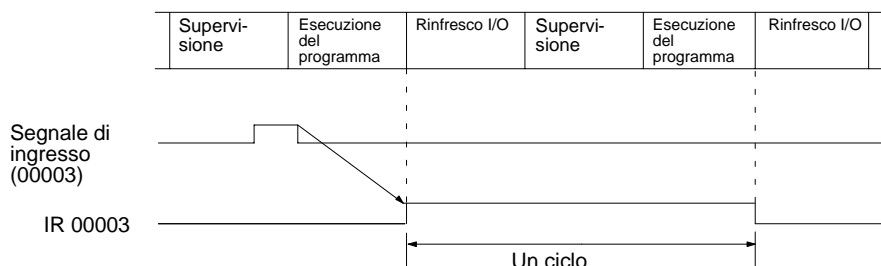 Supervi-
sione
Esecuzione
del
programma
Rinfresco I/O
Supervi-
sione
Esecuzione
del
programma
Rinfresco I/O
Segnale di
ingresso
(00003)
IR 00003
Un ciclo